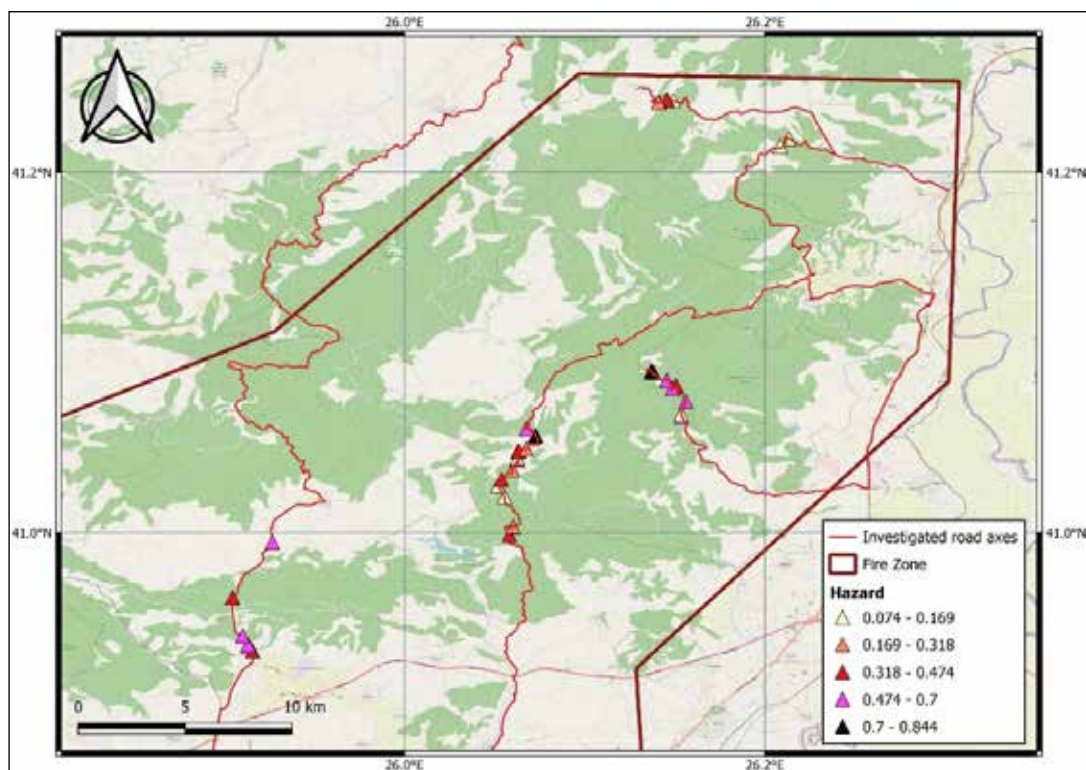 26.0°E 26.2°E
41.2°N 41.2°N
41.0°N 41.0°N
Investigated road axes
Fire Zone
Hazard
0.074 - 0.169
0.169 - 0.318
0.318 - 0.474
0.474 - 0.7
0.7 - 0.844
0 5 10 km
26.0°E 26.2°E